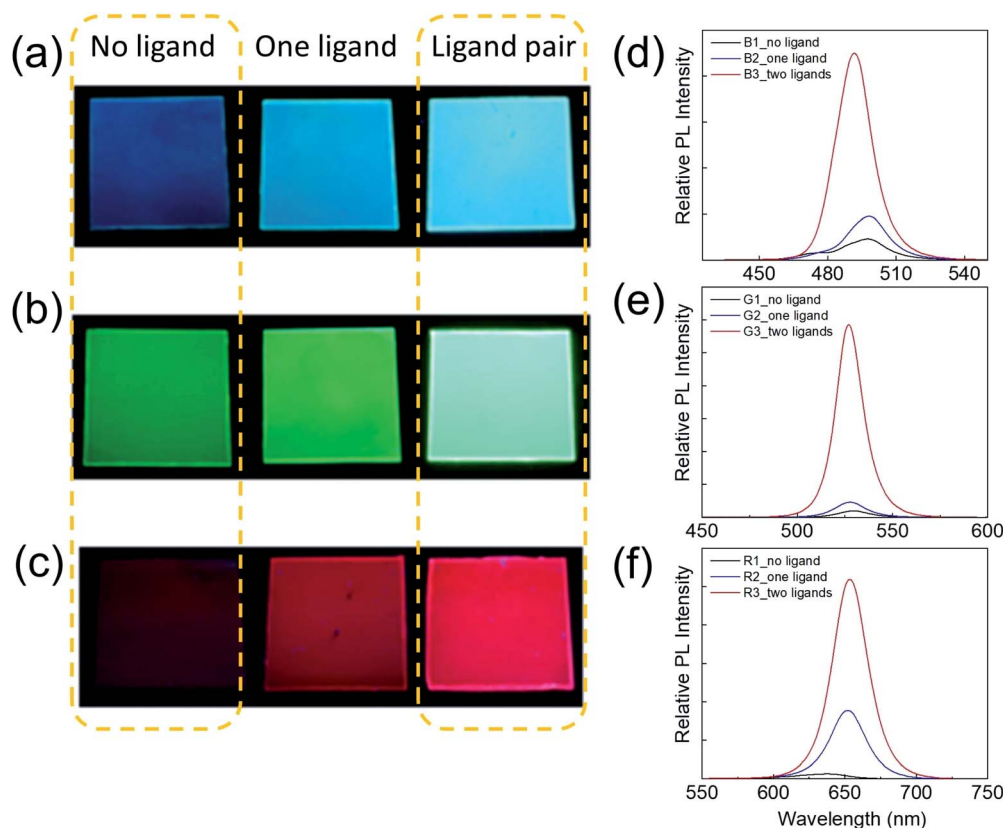 (a)
No ligand
One ligand
Ligand pair
(b)
(c)
(d)
B1_no ligand
B2_one ligand
B3_two ligands
Relative PL Intensity
450
480
510
540
(e)
G1_no ligand
G2_one ligand
G3_two ligands
Relative PL Intensity
450
500
550
600
(f)
R1_no ligand
R2_one ligand
R3_two ligands
Relative PL Intensity
550
600
650
700
750
Wavelength (nm)